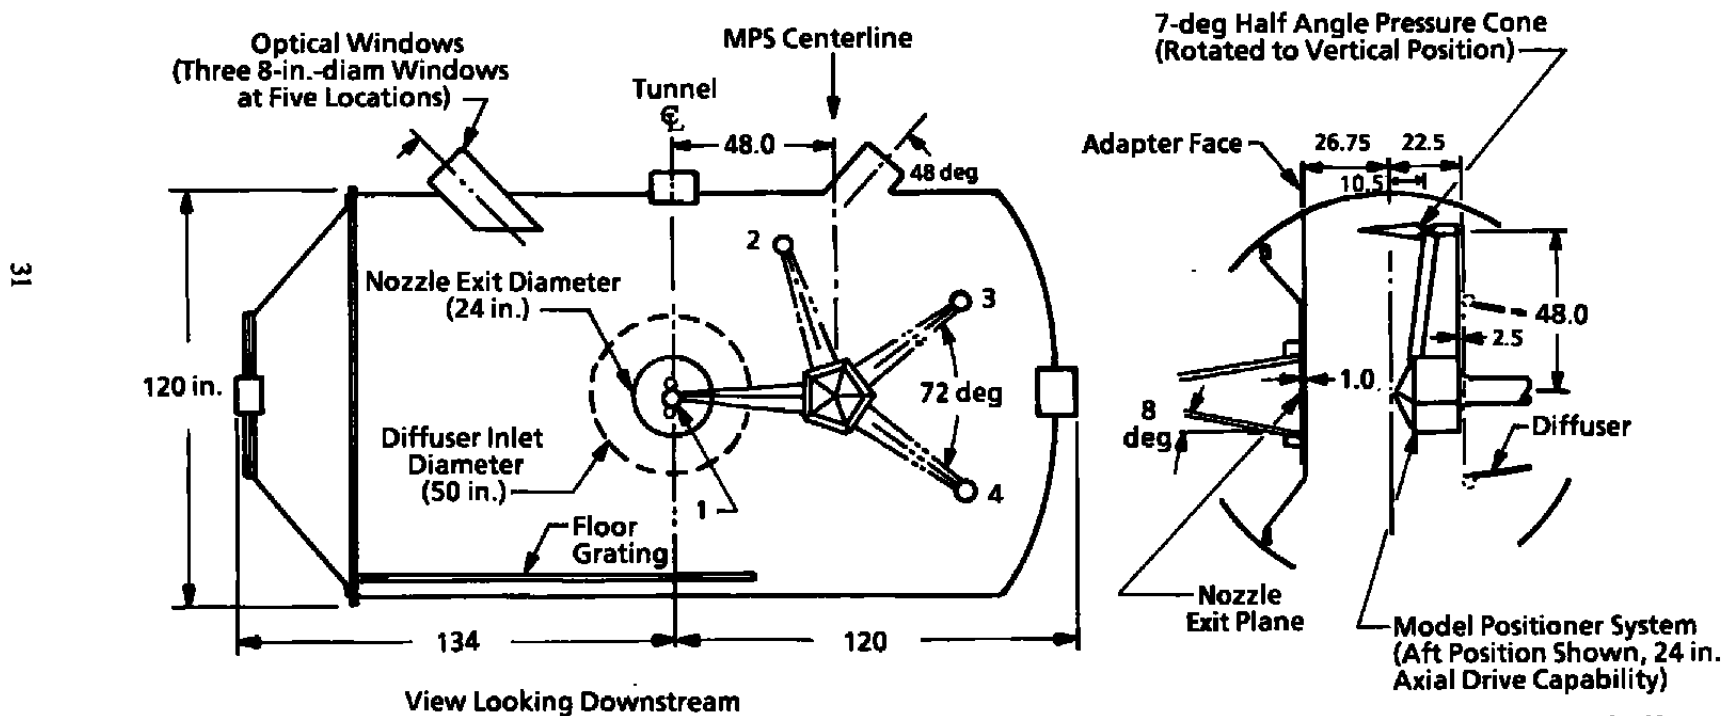 Optical Windows
(Three 8-in.-diam Windows
at Five Locations)
MPS Centerline
Tunnel
℄
48.0
48 deg
2
3
Nozzle Exit Diameter
(24 in.)
120 in.
72 deg
Diffuser Inlet
Diameter
(50 in.)
1
4
Floor
Grating
134
120
View Looking Downstream
31
7-deg Half Angle Pressure Cone
(Rotated to Vertical Position)
Adapter Face
26.75
22.5
10.5
48.0
2.5
1.0
8
deg
Diffuser
Nozzle
Exit Plane
Model Positioner System
(Aft Position Shown, 24 in.
Axial Drive Capability)